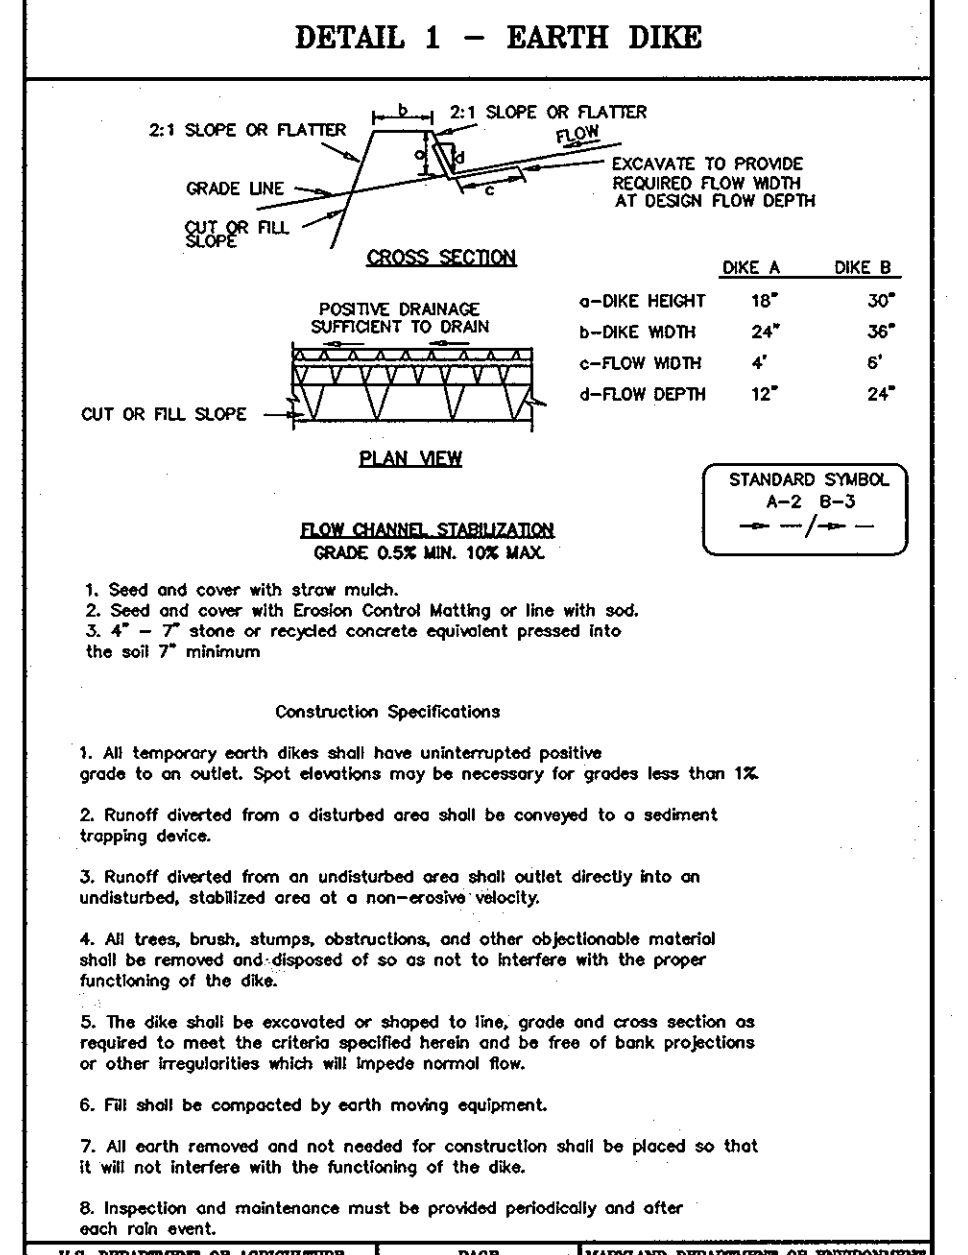 DETAIL 1 – EARTH DIKE
b
2:1 SLOPE OR FLATTER
2:1 SLOPE OR FLATTER
FLOW
a
d
EXCAVATE TO PROVIDE
REQUIRED FLOW WIDTH
AT DESIGN FLOW DEPTH
GRADE LINE
c
CUT OR FILL
SLOPE
CROSS SECTION
DIKE A DIKE B
a-DIKE HEIGHT 18" 30"
b-DIKE WIDTH 24" 36"
c-FLOW WIDTH 4' 6'
d-FLOW DEPTH 12" 24"
POSITIVE DRAINAGE
SUFFICIENT TO DRAIN
CUT OR FILL SLOPE
PLAN VIEW
STANDARD SYMBOL
A-2 B-3
FLOW CHANNEL STABILIZATION
GRADE 0.5% MIN. 10% MAX.
1. Seed and cover with straw mulch.
2. Seed and cover with Erosion Control Matting or line with sod.
3. 4" – 7" stone or recycled concrete equivalent pressed into
the soil 7" minimum
Construction Specifications
1. All temporary earth dikes shall have uninterrupted positive
grade to an outlet. Spot elevations may be necessary for grades less than 1%.
2. Runoff diverted from a disturbed area shall be conveyed to a sediment
trapping device.
3. Runoff diverted from an undisturbed area shall outlet directly into an
undisturbed, stabilized area at a non-erosive velocity.
4. All trees, brush, stumps, obstructions, and other objectionable material
shall be removed and disposed of so as not to interfere with the proper
functioning of the dike.
5. The dike shall be excavated or shaped to line, grade and cross section as
required to meet the criteria specified herein and be free of bank projections
or other irregularities which will impede normal flow.
6. Fill shall be compacted by earth moving equipment.
7. All earth removed and not needed for construction shall be placed so that
it will not interfere with the functioning of the dike.
8. Inspection and maintenance must be provided periodically and after
each rain event.
U.S. DEPARTMENT OF AGRICULTURE PAGE MARYLAND DEPARTMENT OF ENVIRONMENT